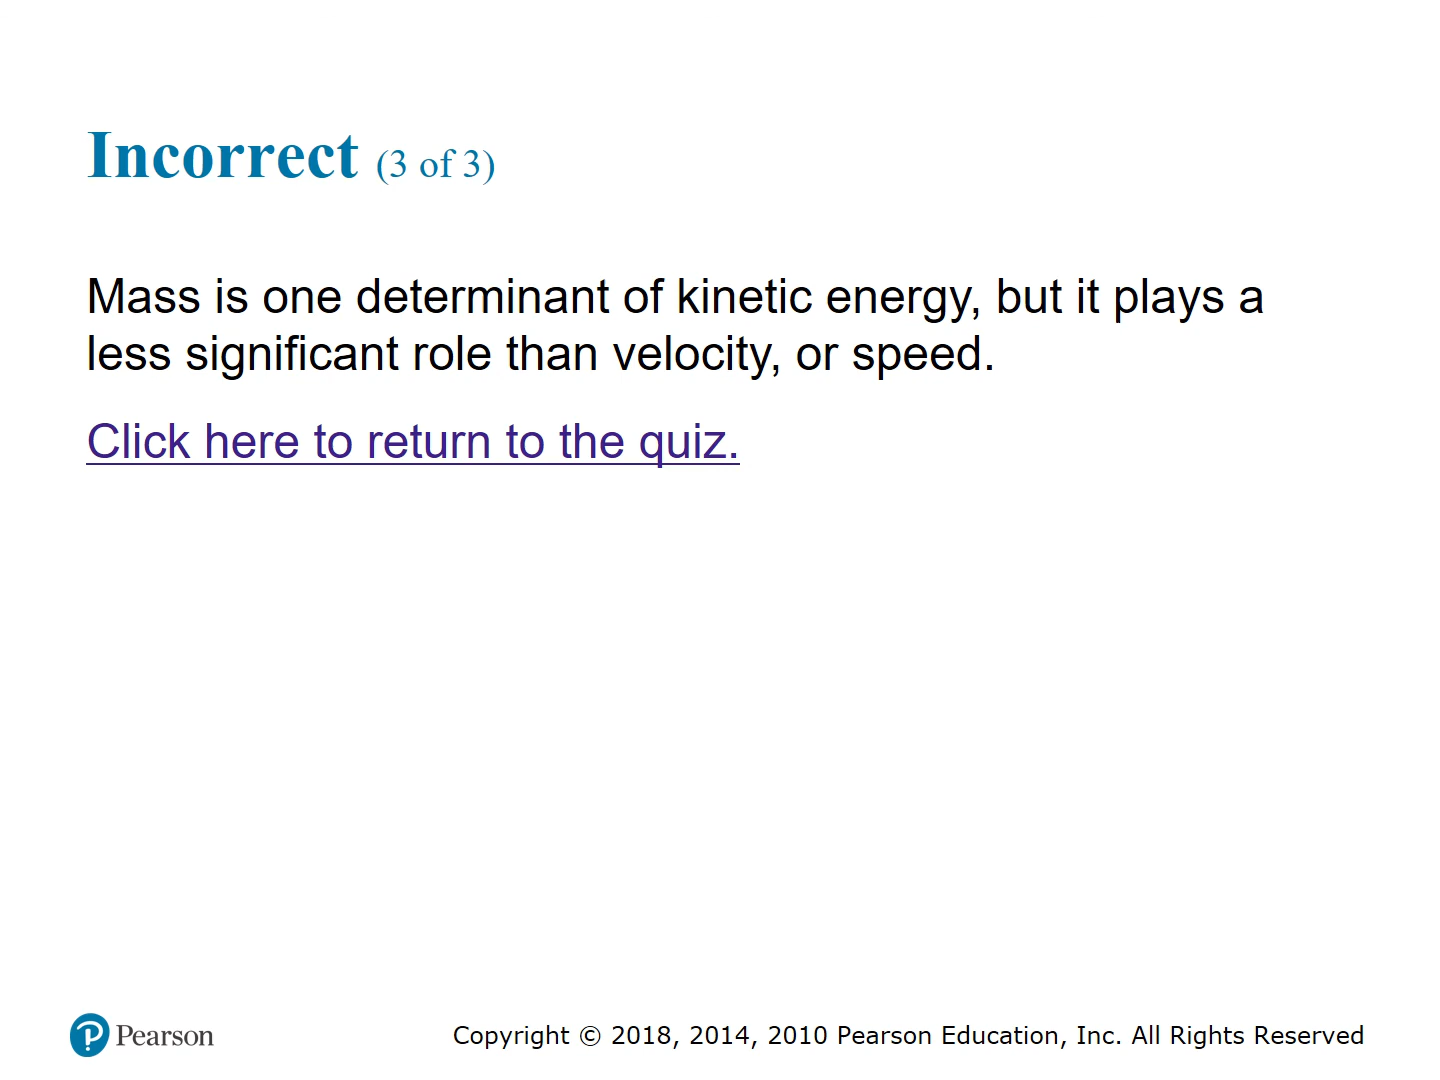 Incorrect (3 of 3)
Mass is one determinant of kinetic energy, but it plays a
less significant role than velocity, or speed.
Click here to return to the quiz.
Pearson
Copyright © 2018, 2014, 2010 Pearson Education, Inc. All Rights Reserved